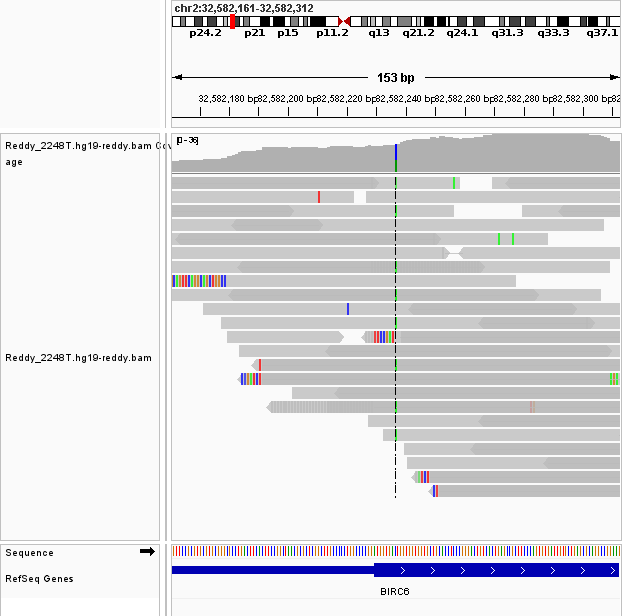 chr2:32,582,161-32,582,312
p24.2 p21 p15 p11.2 q13 q21.2 q24.1 q31.3 q33.3 q37.1
153 bp
32,582,180 bp 32,582,200 bp 32,582,220 bp 32,582,240 bp 32,582,260 bp 32,582,280 bp 32,582,300 bp
Reddy_2248T.hg19-reddy.bam Cov
age
[0-36]
Reddy_2248T.hg19-reddy.bam
Sequence
RefSeq Genes
BIRC6